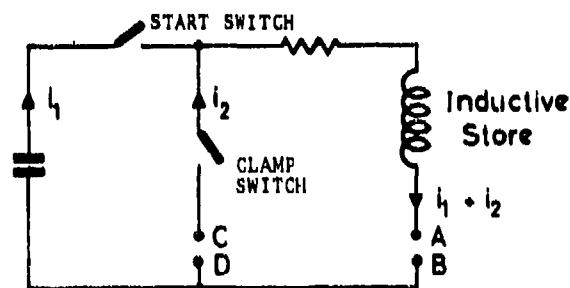 START SWITCH
i₁
i₂
Inductive
Store
CLAMP
SWITCH
i₁ + i₂
C
A
D
B